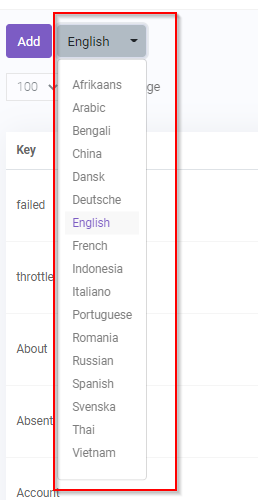 Add
English
100
ge
Afrikaans
Arabic
Bengali
China
Dansk
Deutsche
English
French
Indonesia
Italiano
Portuguese
Romania
Russian
Spanish
Svenska
Thai
Vietnam
Key
failed
throttle
About
Absent
Account